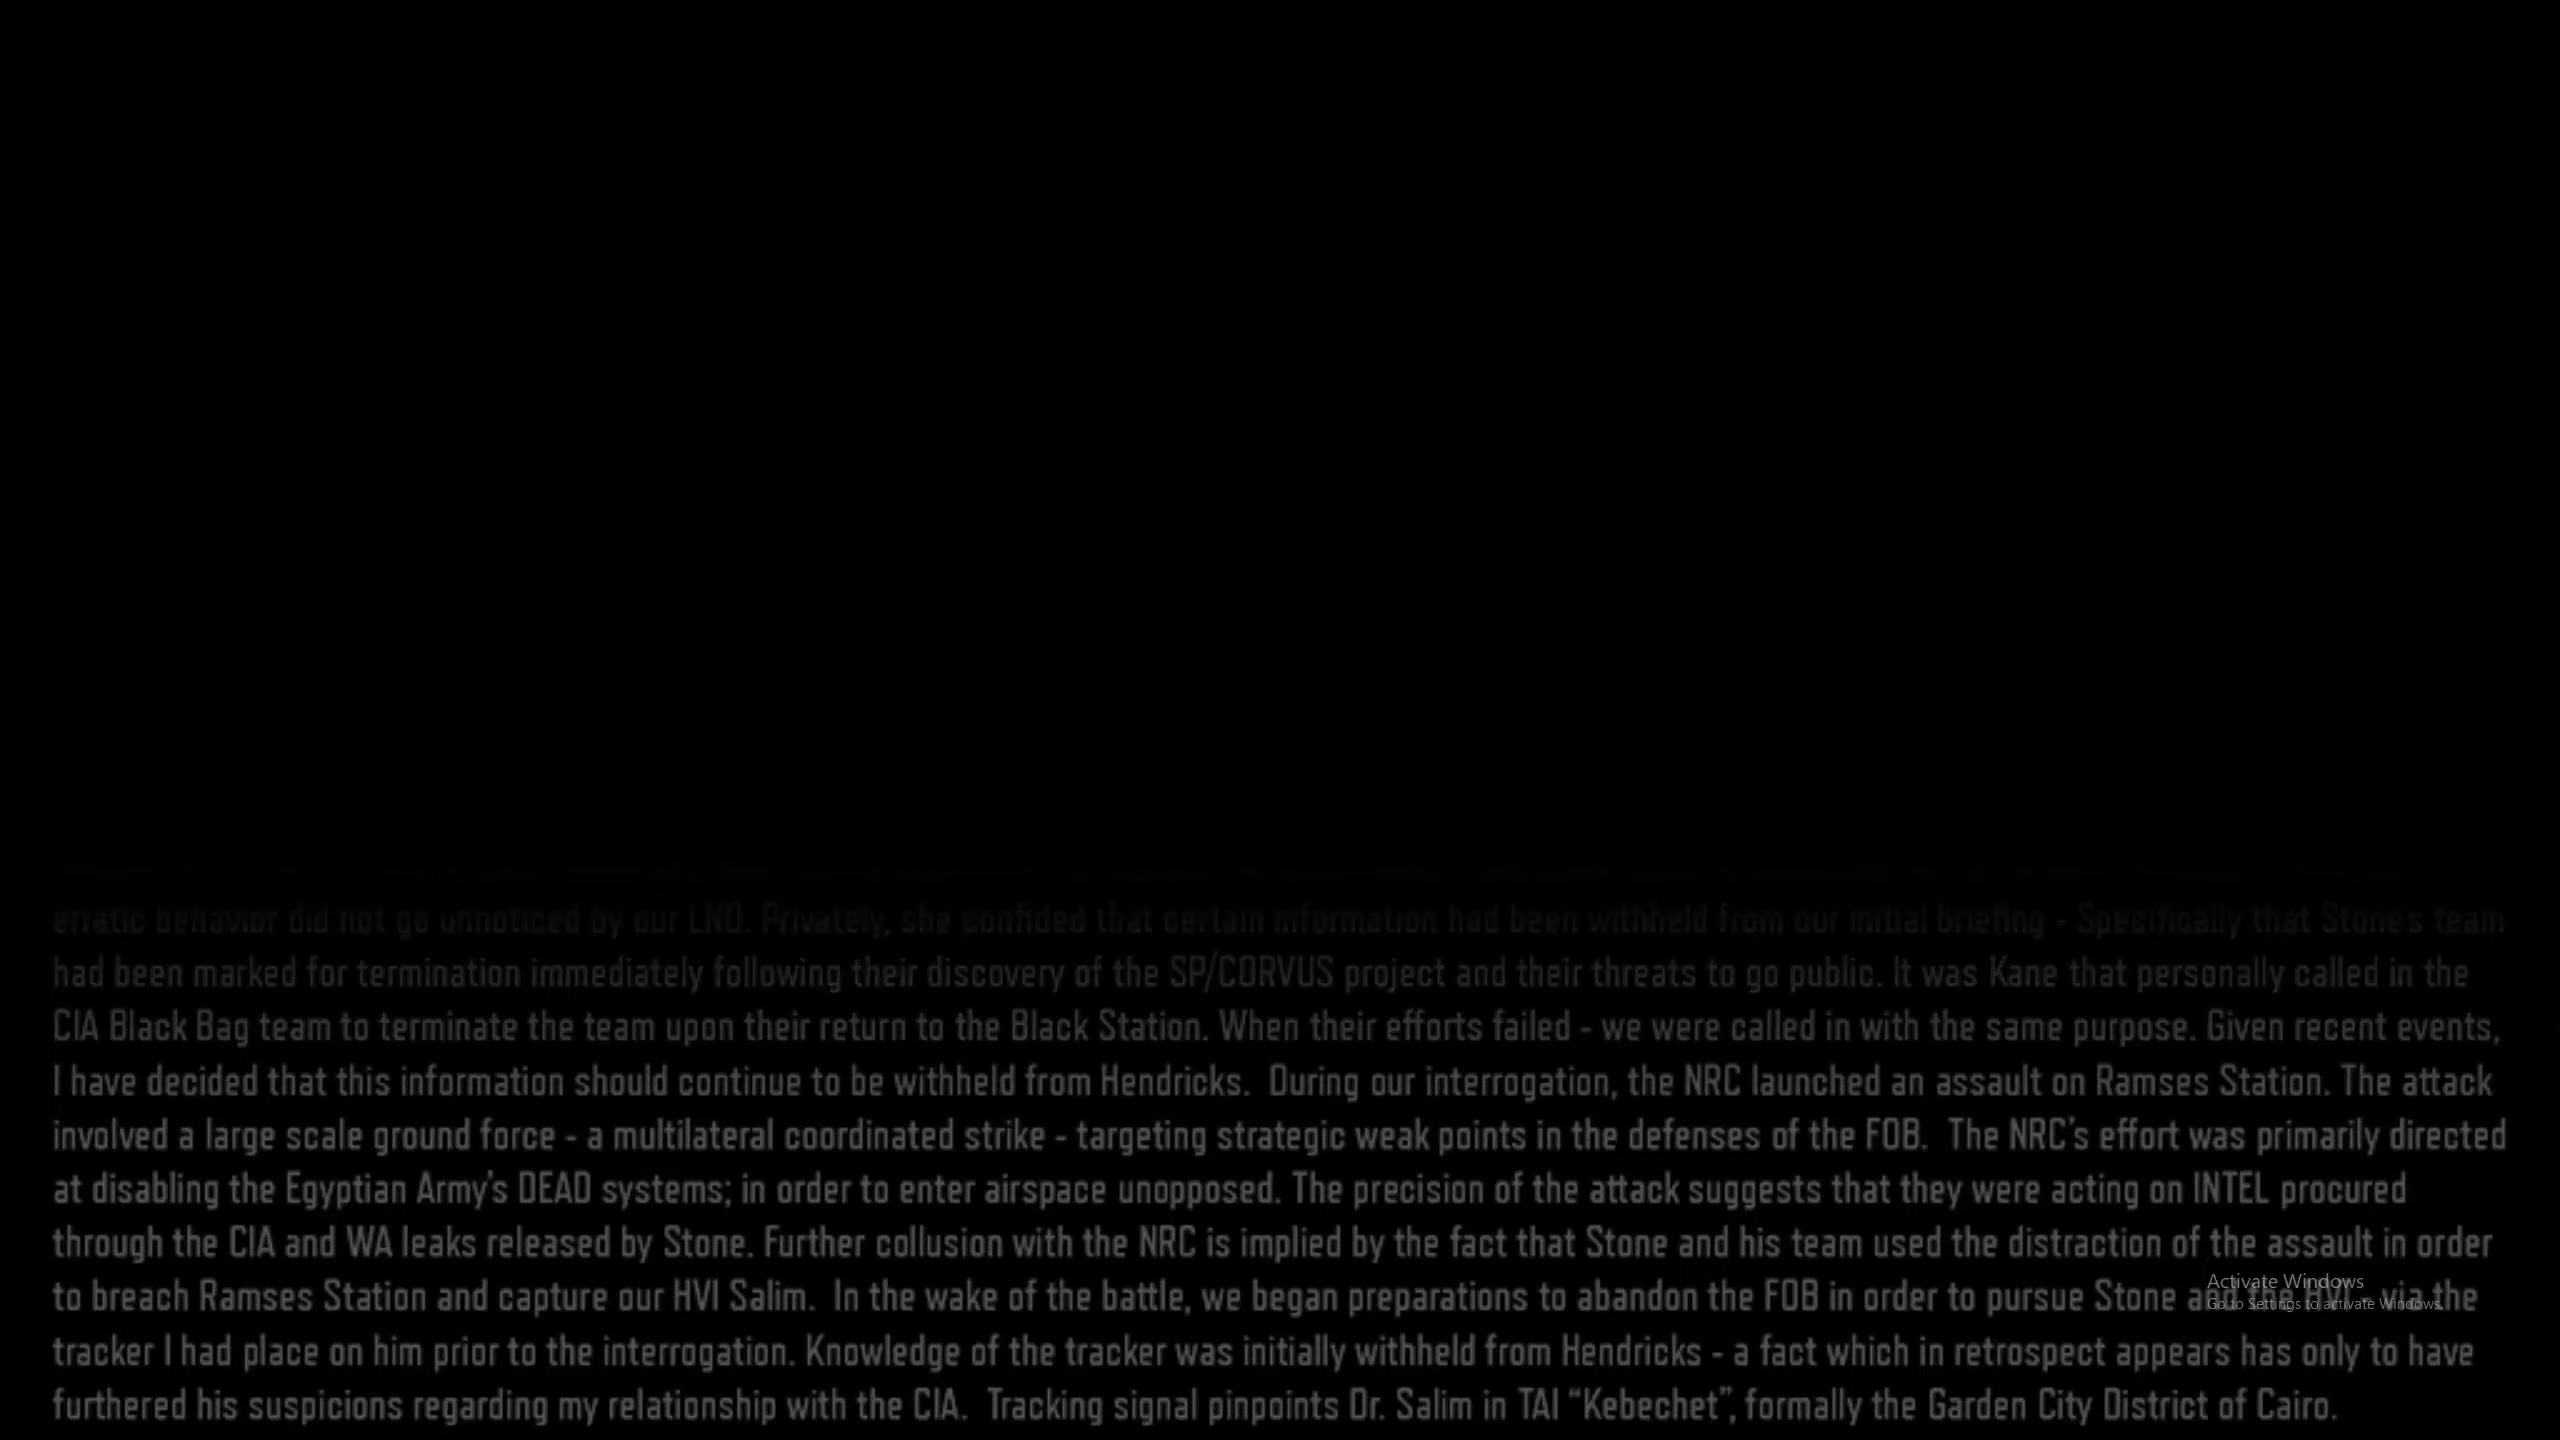 erratic behavior did not go unnoticed by our LNO. Privately, she confided that certain information had been withheld from our initial briefing - Specifically that Stone's team
had been marked for termination immediately following their discovery of the SP/CORVUS project and their threats to go public. It was Kane that personally called in the
CIA Black Bag team to terminate the team upon their return to the Black Station. When their efforts failed - we were called in with the same purpose. Given recent events,
I have decided that this information should continue to be withheld from Hendricks.  During our interrogation, the NRC launched an assault on Ramses Station. The attack
involved a large scale ground force - a multilateral coordinated strike - targeting strategic weak points in the defenses of the FOB.  The NRC's effort was primarily directed
at disabling the Egyptian Army's DEAD systems; in order to enter airspace unopposed. The precision of the attack suggests that they were acting on INTEL procured
through the CIA and WA leaks released by Stone. Further collusion with the NRC is implied by the fact that Stone and his team used the distraction of the assault in order
to breach Ramses Station and capture our HVI Salim.  In the wake of the battle, we began preparations to abandon the FOB in order to pursue Stone and the HVI - via the
tracker I had place on him prior to the interrogation. Knowledge of the tracker was initially withheld from Hendricks - a fact which in retrospect appears has only to have
furthered his suspicions regarding my relationship with the CIA.  Tracking signal pinpoints Dr. Salim in TAI “Kebechet”, formally the Garden City District of Cairo.
Activate Windows
Go to Settings to activate Windows.